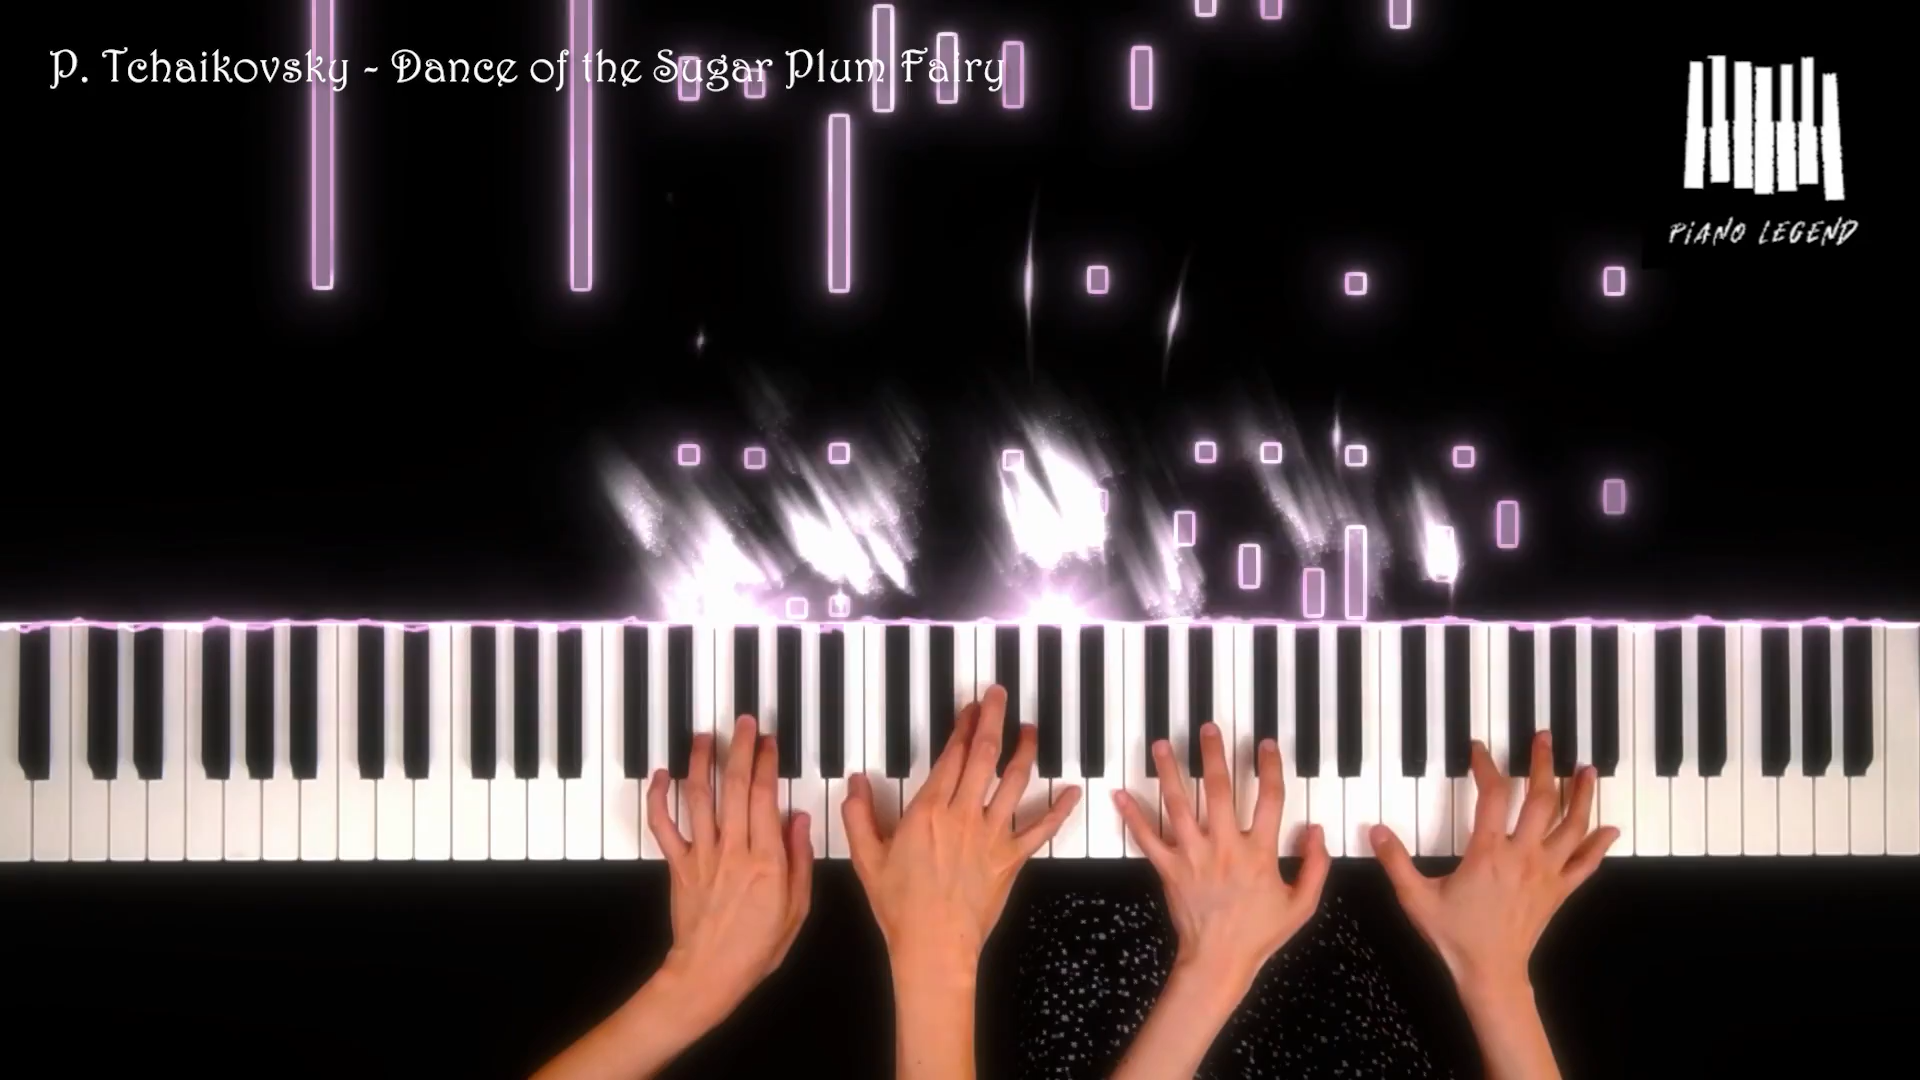 P. Tchaikovsky - Dance of the Sugar Plum Fairy
PIANO LEGEND